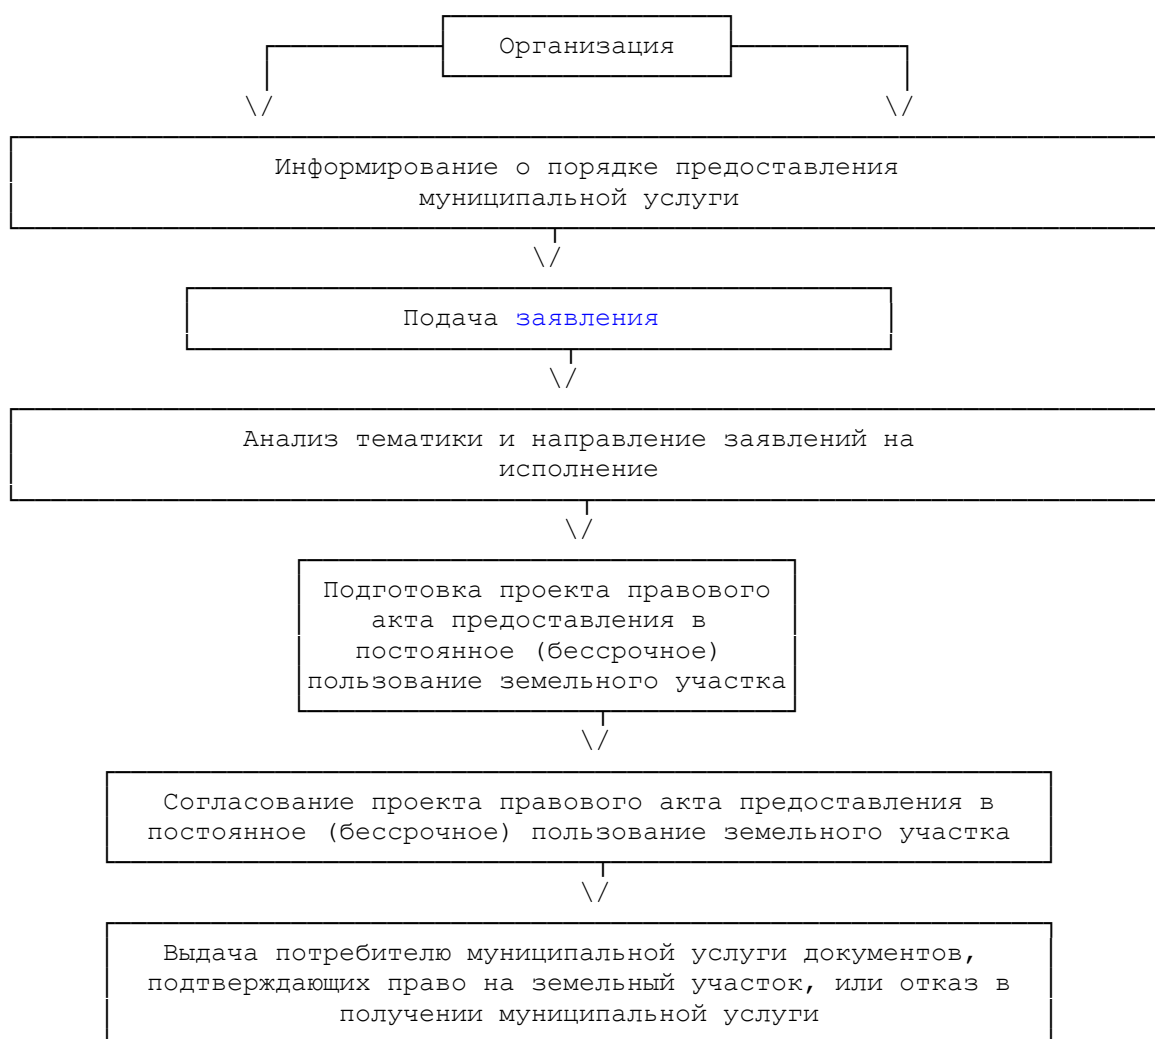 Организация
\/ \/
Информирование о порядке предоставления
муниципальной услуги
\/
Подача заявления
\/
Анализ тематики и направление заявлений на
исполнение
\/
Подготовка проекта правового
акта предоставления в
постоянное (бессрочное)
пользование земельного участка
\/
Согласование проекта правового акта предоставления в
постоянное (бессрочное) пользование земельного участка
\/
Выдача потребителю муниципальной услуги документов,
подтверждающих право на земельный участок, или отказ в
получении муниципальной услуги